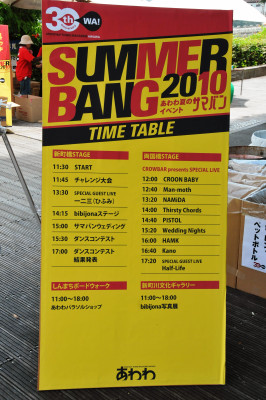 30th WA!
SUMMER
BANG 2010
あわわ夏の
イベント サマバン
TIME TABLE
新町橋STAGE
11:30 START
11:45 チャレンジ大会
13:30 SPECIAL GUEST LIVE
一二三(ひふみ)
14:15 bibijonaステージ
15:00 サマバンウェディング
15:30 ダンスコンテスト
17:00 ダンスコンテスト
結果発表
両国橋STAGE
CROWBAR presents SPECIAL LIVE
12:00 CROON BABY
12:40 Man-moth
13:20 NAMiDA
14:00 Thirsty Chords
14:40 PISTOL
15:20 Wedding Nights
16:00 HAMK
16:40 Kano
17:20 SPECIAL GUEST LIVE
Half-Life
しんまちボードウォーク
11:00〜18:00
あわわパラソルショップ
新町川文化ギャラリー
11:00〜18:00
bibijona写真展
あわわ
ペットボトル